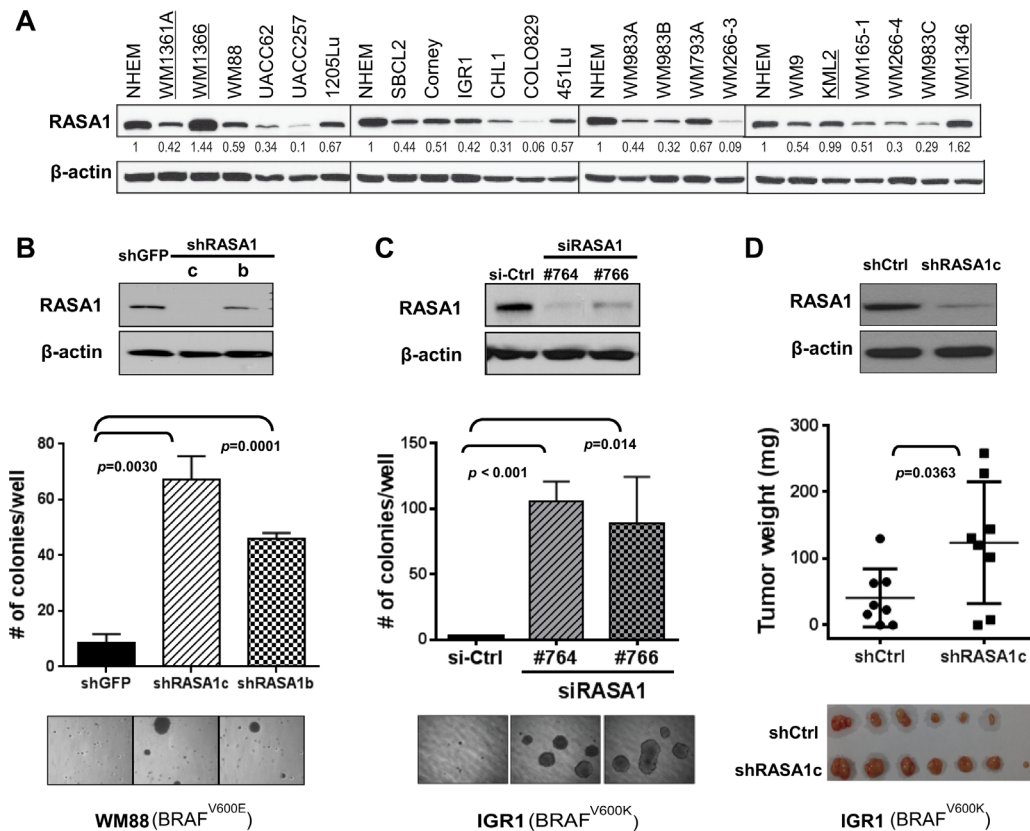 A
NHEM WM1361A WM1366 WM88 UACC62 UACC257 1205Lu NHEM SBCL2 Corney IGR1 CHL1 COLO829 451Lu NHEM WM983A WM983B WM793A WM266-3 NHEM WM9 KML2 WM165-1 WM266-4 WM983C WM1346
RASA1
1 0.42 1.44 0.59 0.34 0.1 0.67 1 0.44 0.51 0.42 0.31 0.06 0.57 1 0.44 0.32 0.67 0.09 1 0.54 0.99 0.51 0.3 0.29 1.62
β-actin
B
shGFP shRASA1
c b
RASA1
β-actin
# of colonies/well
80
60
40
20
0
p=0.0030
p=0.0001
shGFP shRASA1c shRASA1b
WM88 (BRAF^V600E)
C
siRASA1
si-Ctrl #764 #766
RASA1
β-actin
# of colonies/well
150
100
50
0
p < 0.001
p=0.014
si-Ctrl #764 #766
siRASA1
IGR1 (BRAF^V600K)
D
shCtrl shRASA1c
RASA1
β-actin
Tumor weight (mg)
300
200
100
0
p=0.0363
shCtrl shRASA1c
shCtrl
shRASA1c
IGR1 (BRAF^V600K)